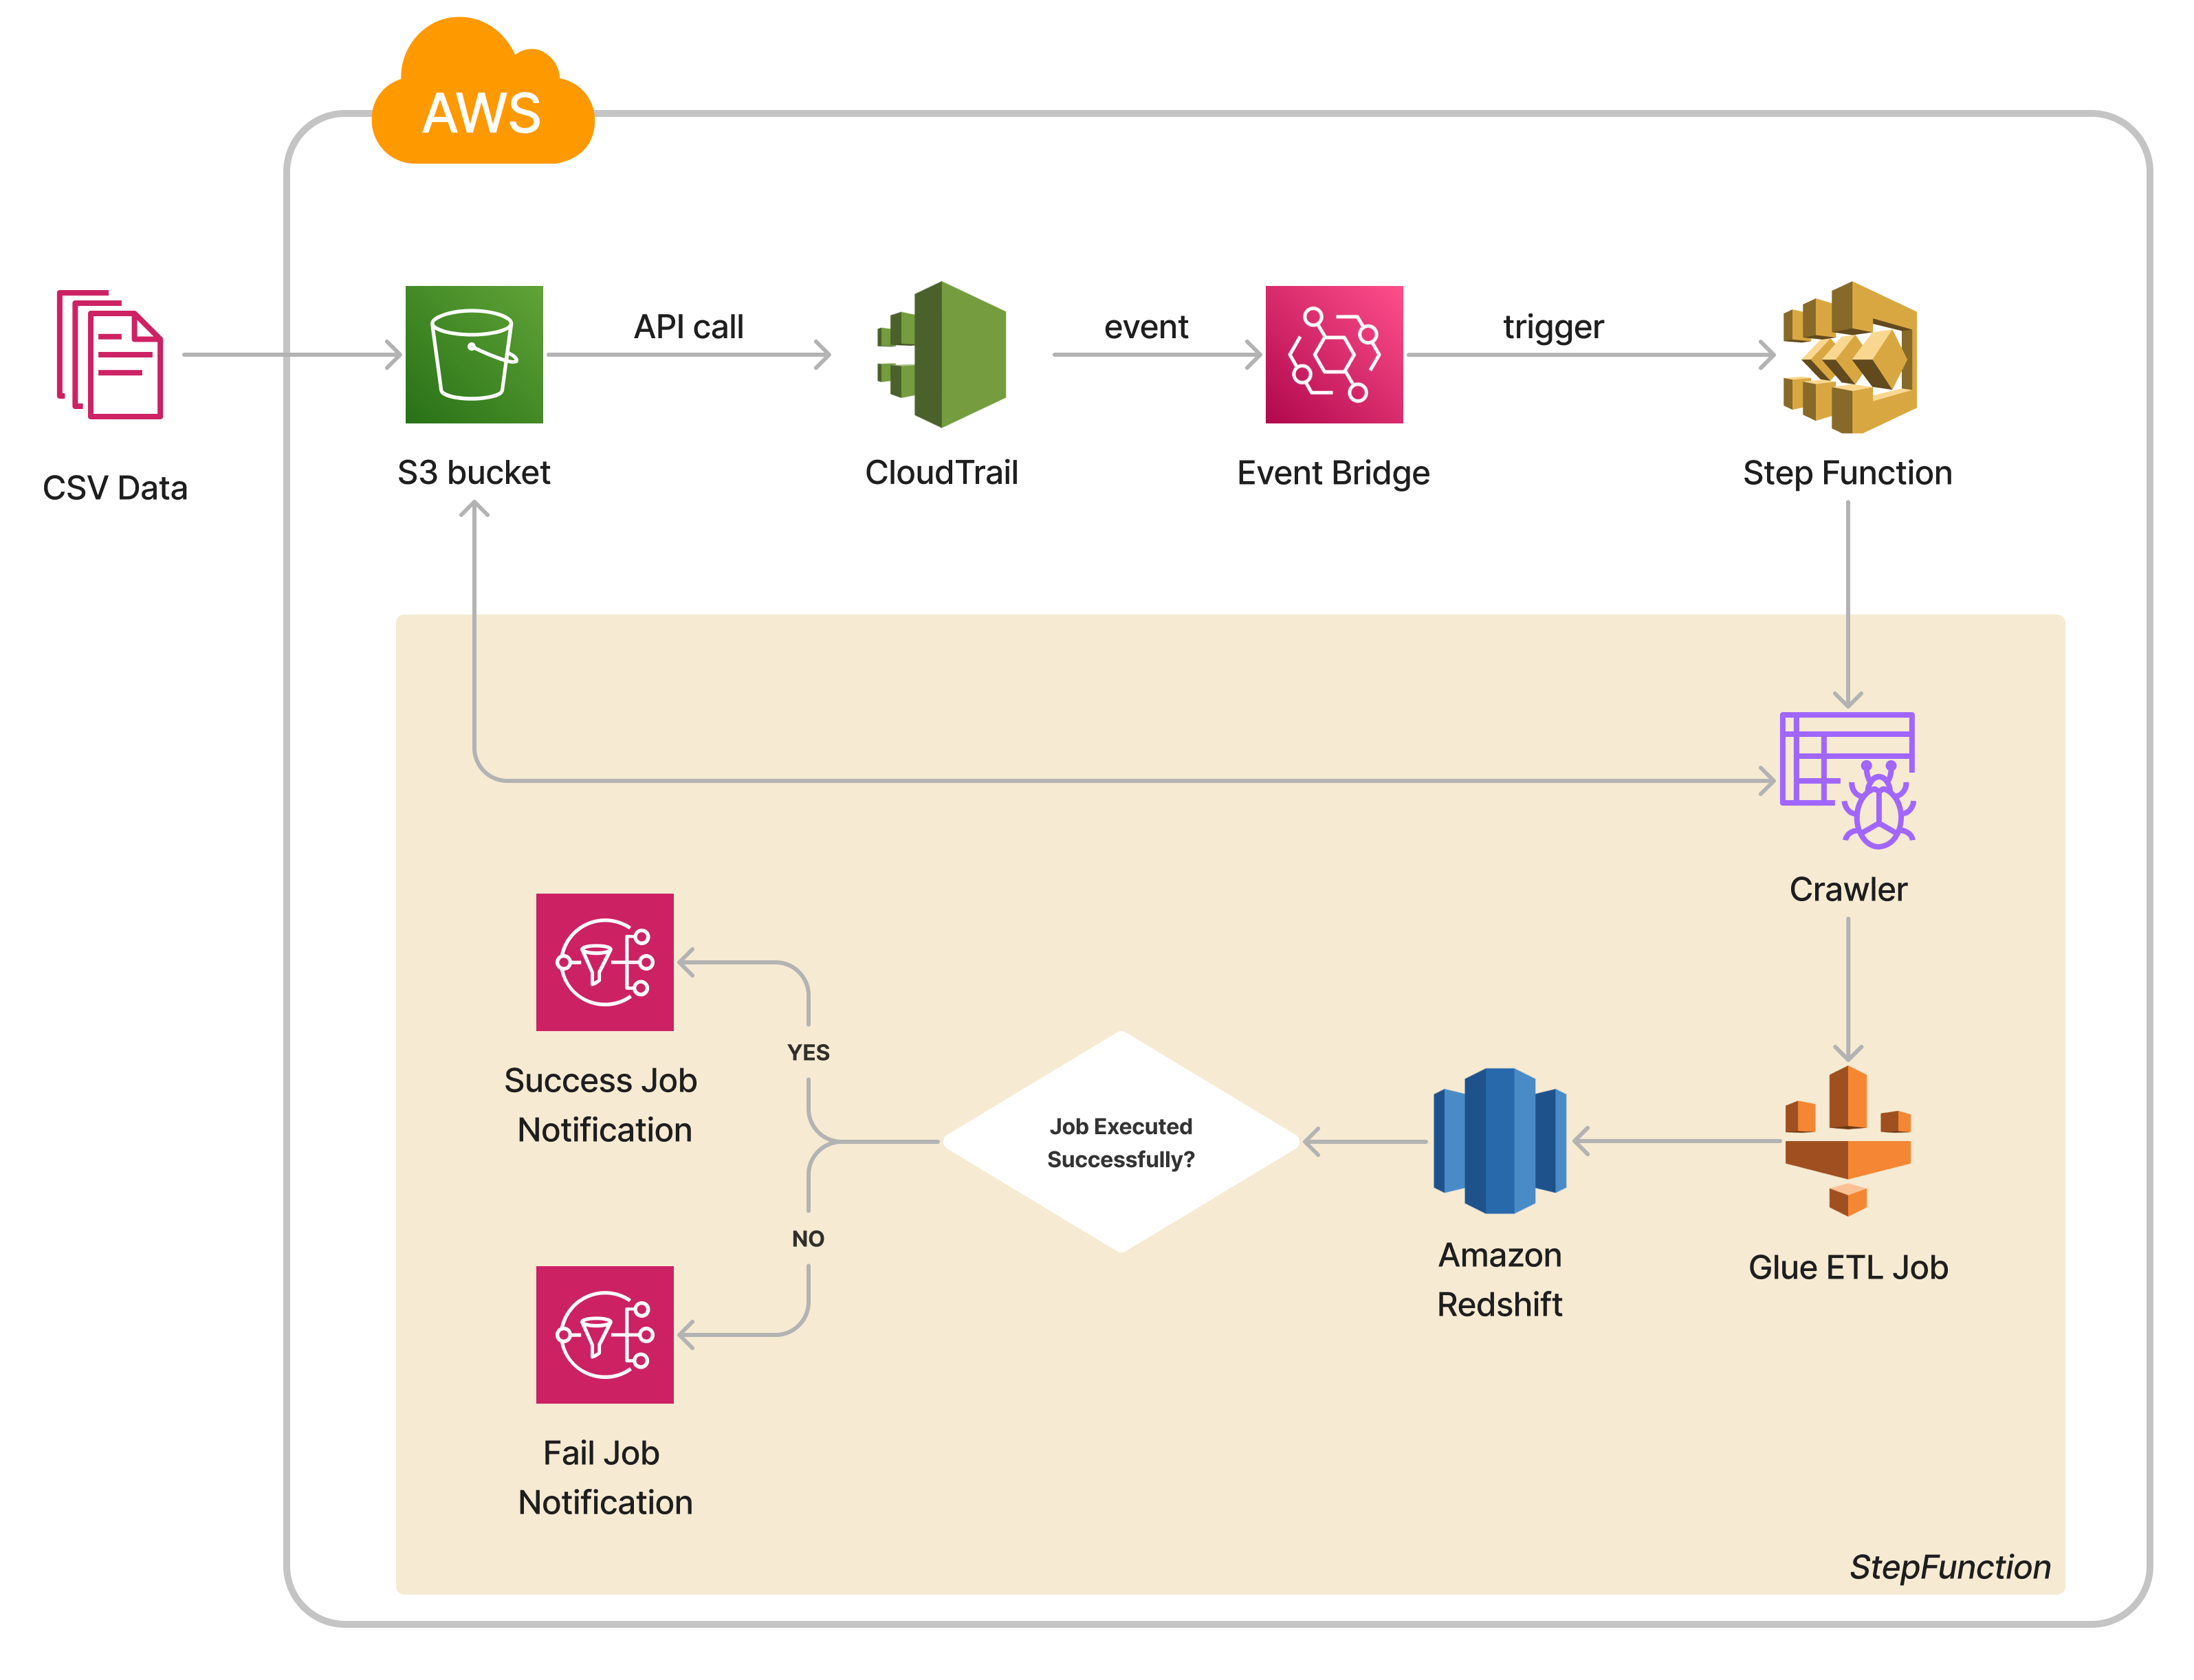 AWS
API call
event
trigger
CSV Data
S3 bucket
CloudTrail
Event Bridge
Step Function
Crawler
Success Job
Notification
YES
Job Executed
Successfully?
NO
Amazon
Redshift
Glue ETL Job
Fail Job
Notification
StepFunction